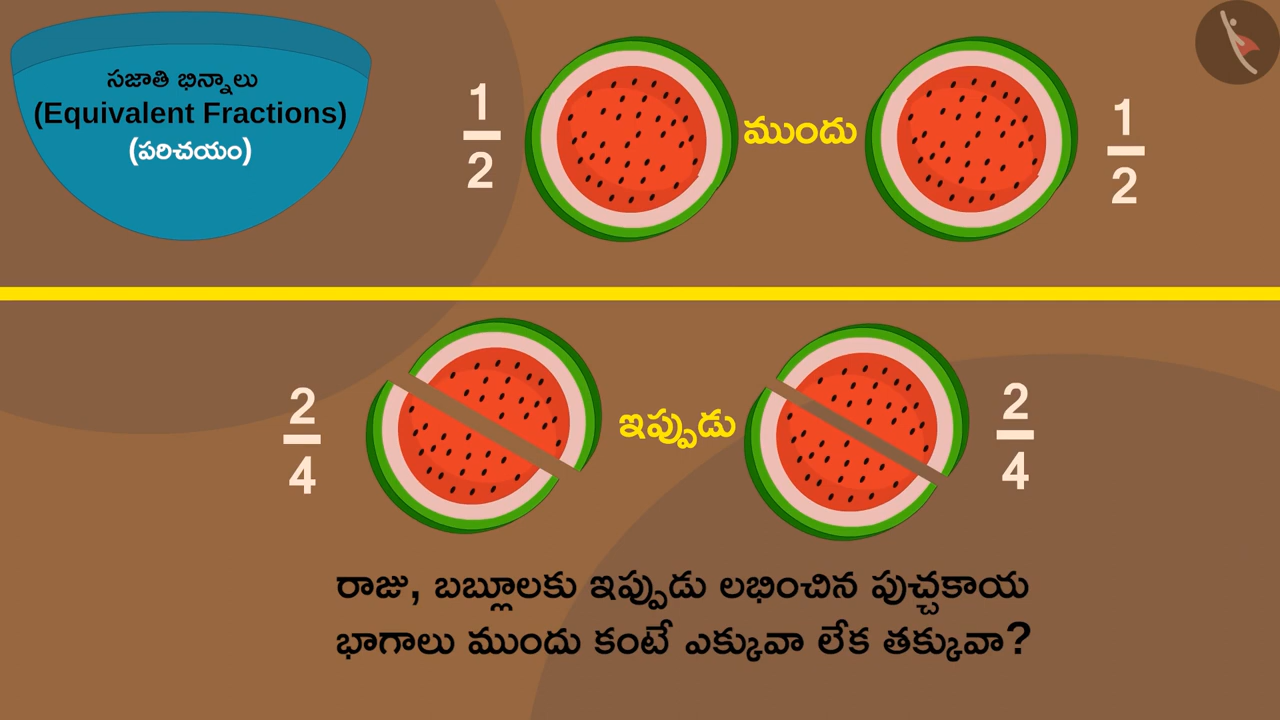 సజాతి భిన్నాలు
(Equivalent Fractions)
(పరిచయం)
1/2 ముందు 1/2
2/4 ఇప్పుడు 2/4
రాజు, బబ్లూలకు ఇప్పుడు లభించిన పుచ్చకాయ
భాగాలు ముందు కంటే ఎక్కువా లేక తక్కువా?